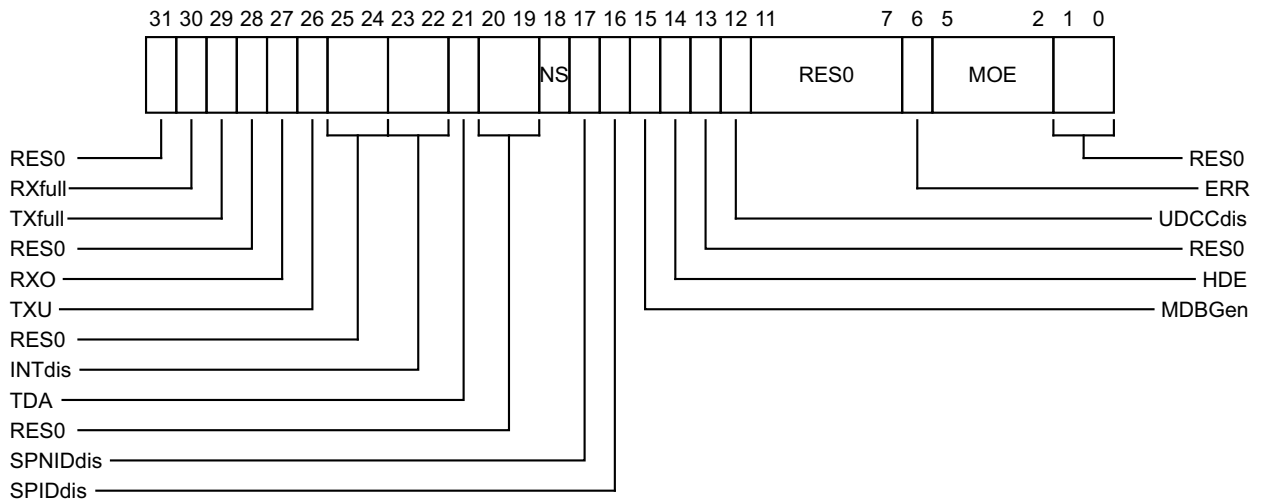 31 30 29 28 27 26 25 24 23 22 21 20 19 18 17 16 15 14 13 12 11 7 6 5 2 1 0
NS RES0 MOE
RES0 RES0
RXfull ERR
TXfull UDCCdis
RES0 RES0
RXO HDE
TXU MDBGen
RES0
INTdis
TDA
RES0
SPNIDdis
SPIDdis